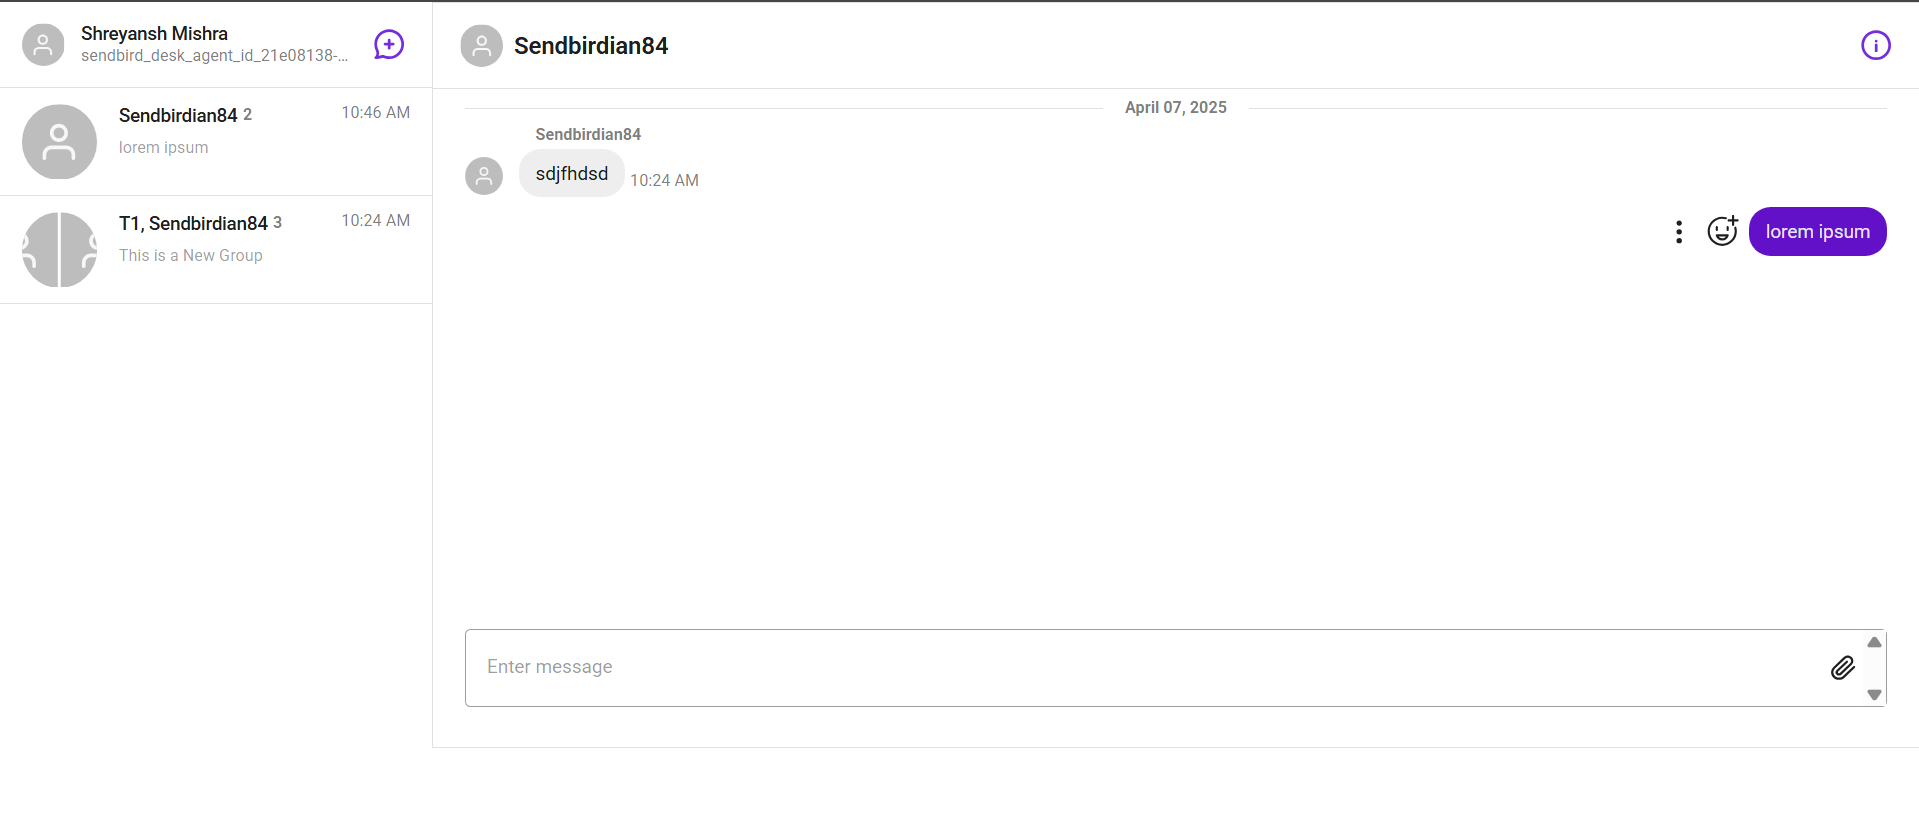 Shreyansh Mishra
sendbird_desk_agent_id_21e08138-...
Sendbirdian84 2
10:46 AM
lorem ipsum
T1, Sendbirdian84 3
10:24 AM
This is a New Group
Sendbirdian84
April 07, 2025
Sendbirdian84
sdjfhdsd
10:24 AM
lorem ipsum
Enter message